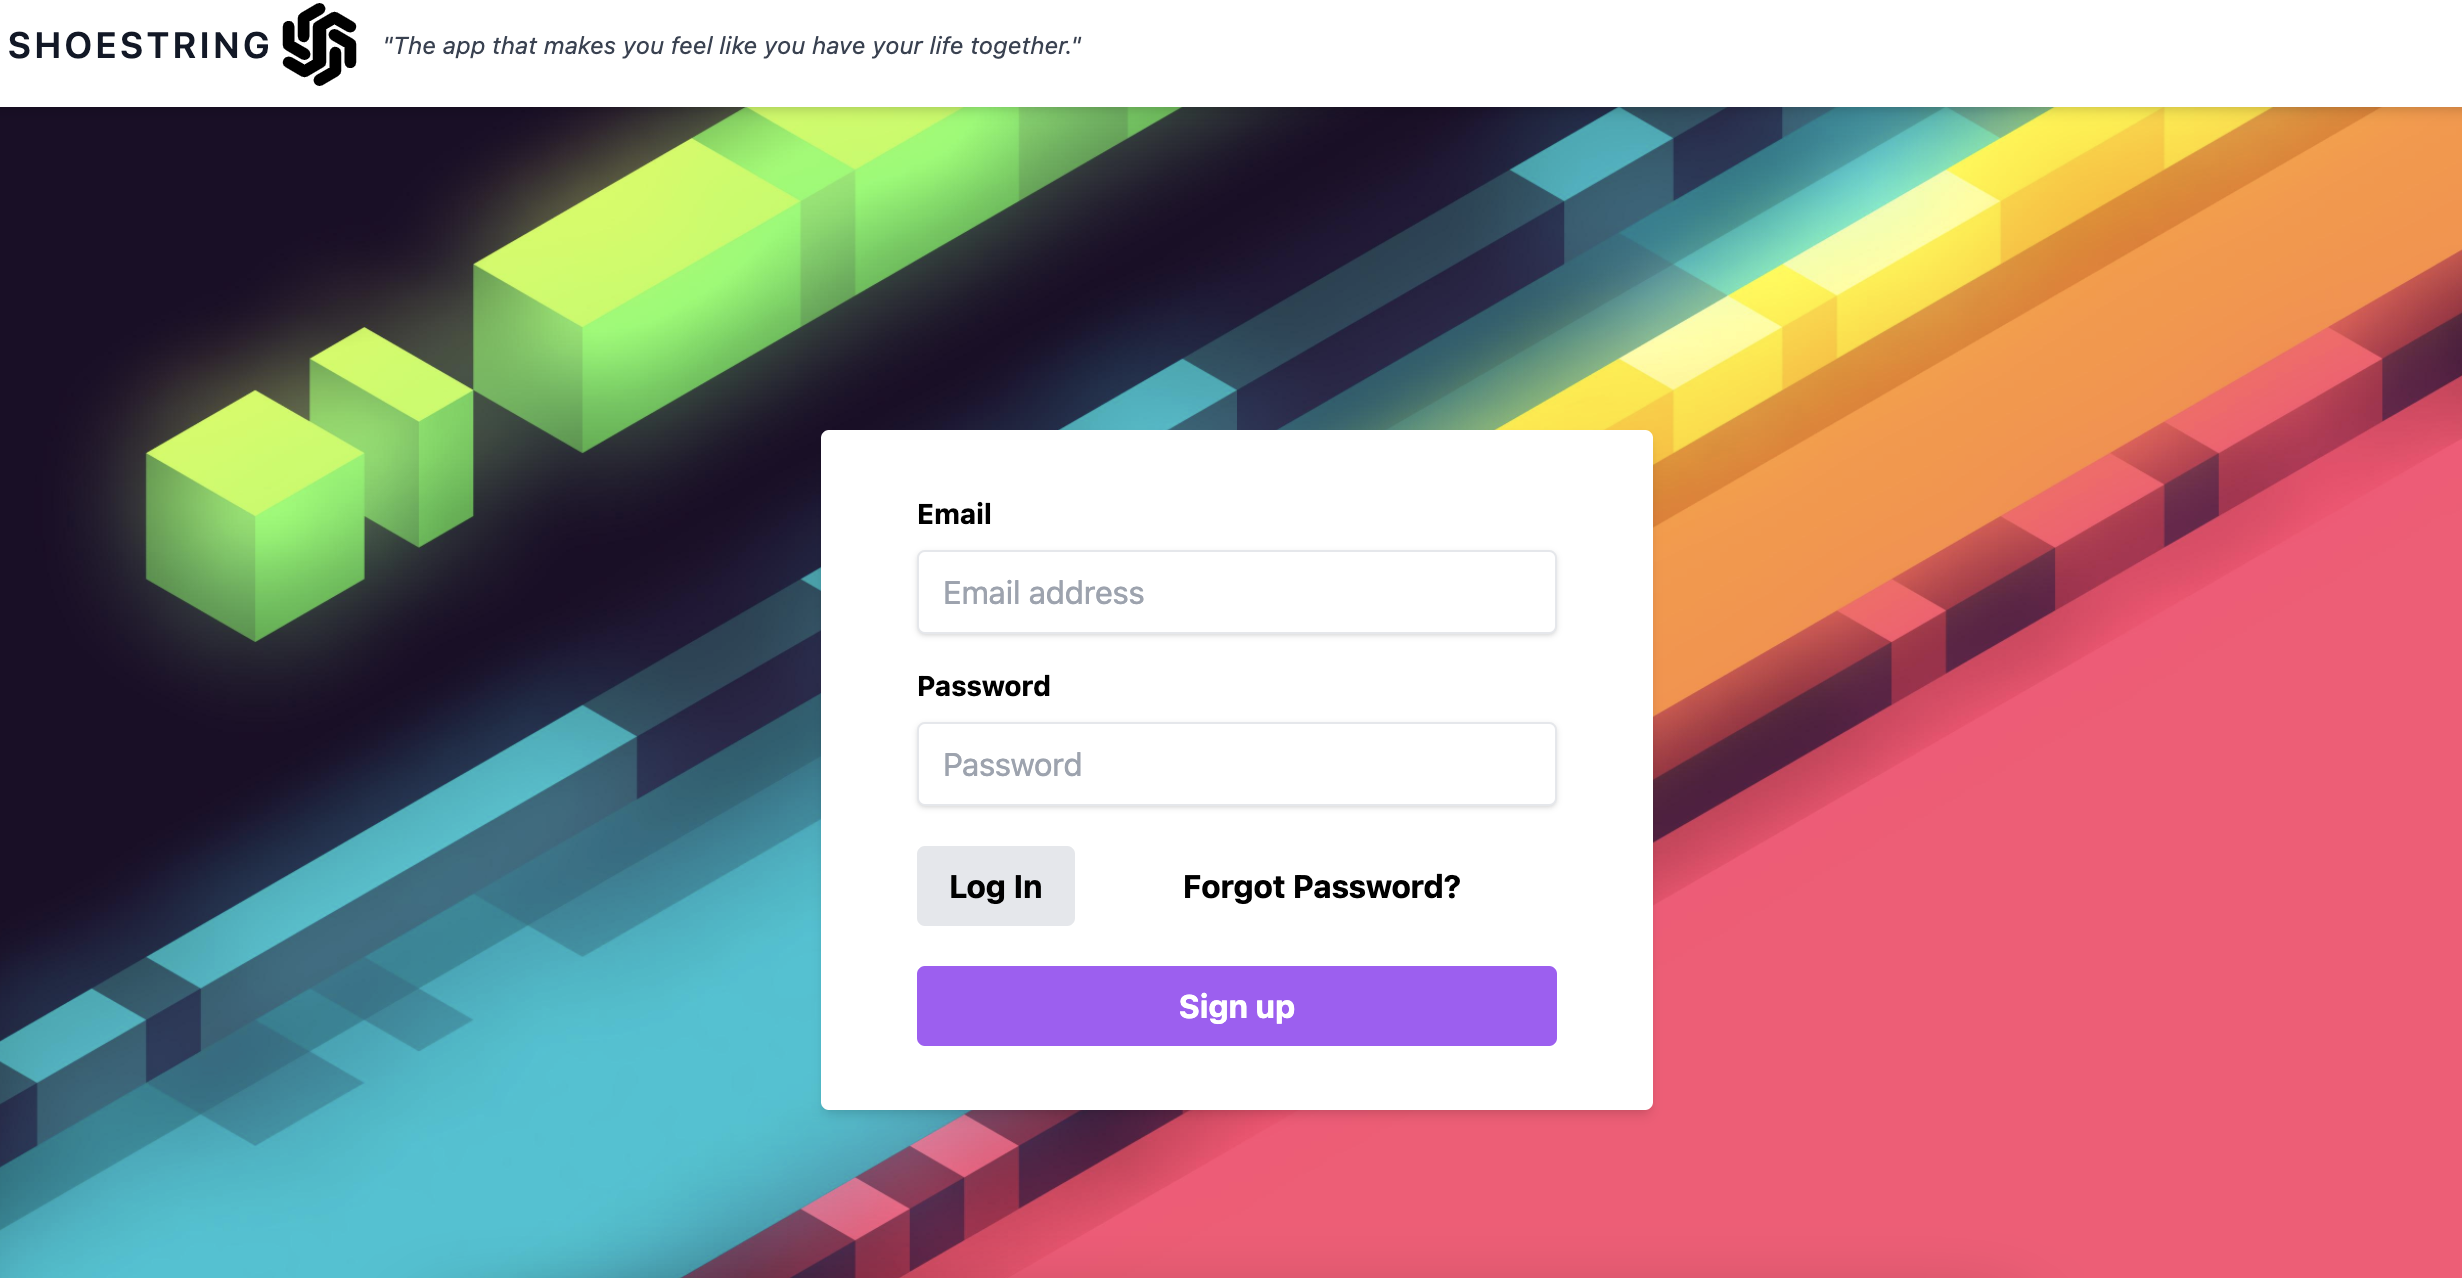 SHOESTRING
"The app that makes you feel like you have your life together."
Email
Email address
Password
Password
Log In
Forgot Password?
Sign up